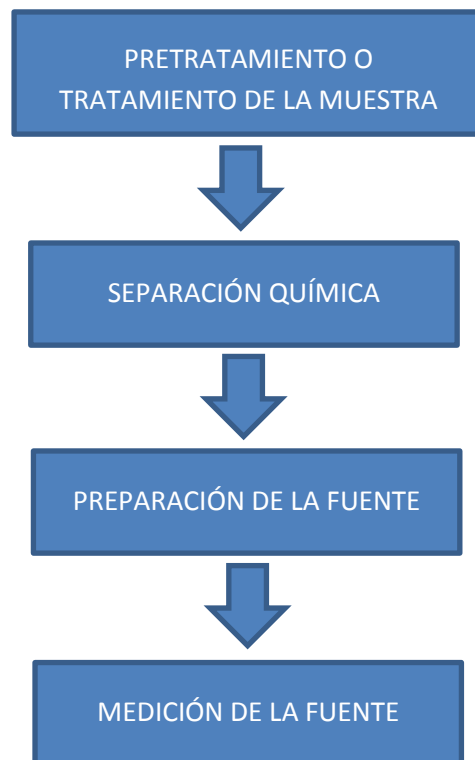 PRETRATAMIENTO O
TRATAMIENTO DE LA MUESTRA
SEPARACIÓN QUÍMICA
PREPARACIÓN DE LA FUENTE
MEDICIÓN DE LA FUENTE